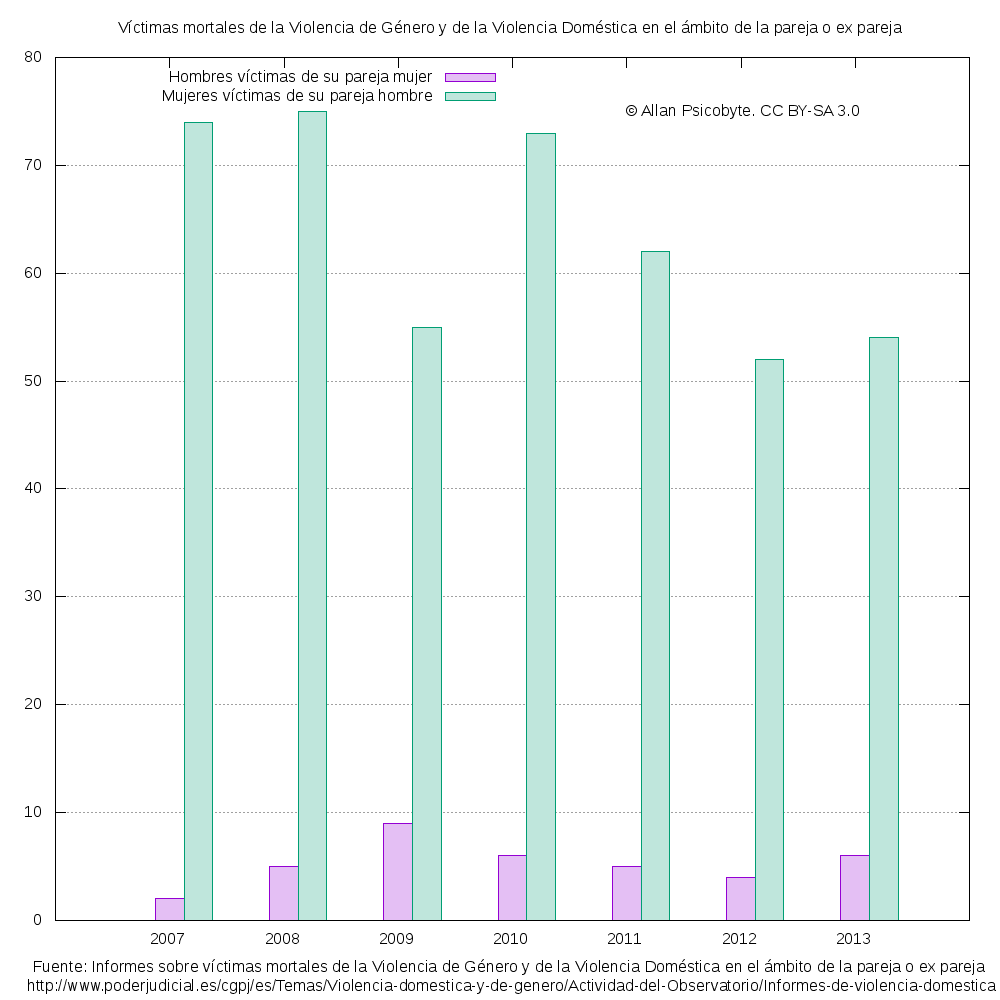 Víctimas mortales de la Violencia de Género y de la Violencia Doméstica en el ámbito de la pareja o ex pareja
80
Hombres víctimas de su pareja mujer
Mujeres víctimas de su pareja hombre
© Allan Psicobyte. CC BY-SA 3.0
70
60
50
40
30
20
10
0
2007 2008 2009 2010 2011 2012 2013
Fuente: Informes sobre víctimas mortales de la Violencia de Género y de la Violencia Doméstica en el ámbito de la pareja o ex pareja
http://www.poderjudicial.es/cgpj/es/Temas/Violencia-domestica-y-de-genero/Actividad-del-Observatorio/Informes-de-violencia-domestica